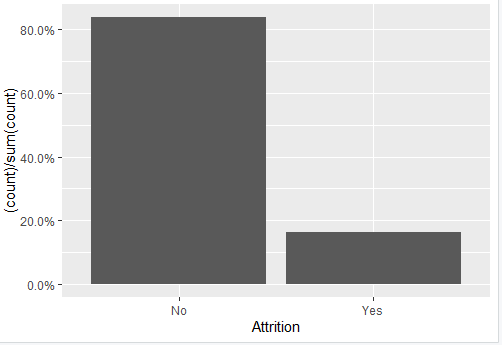 (count)/sum(count)
80.0%
60.0%
40.0%
20.0%
0.0%
No Yes
Attrition